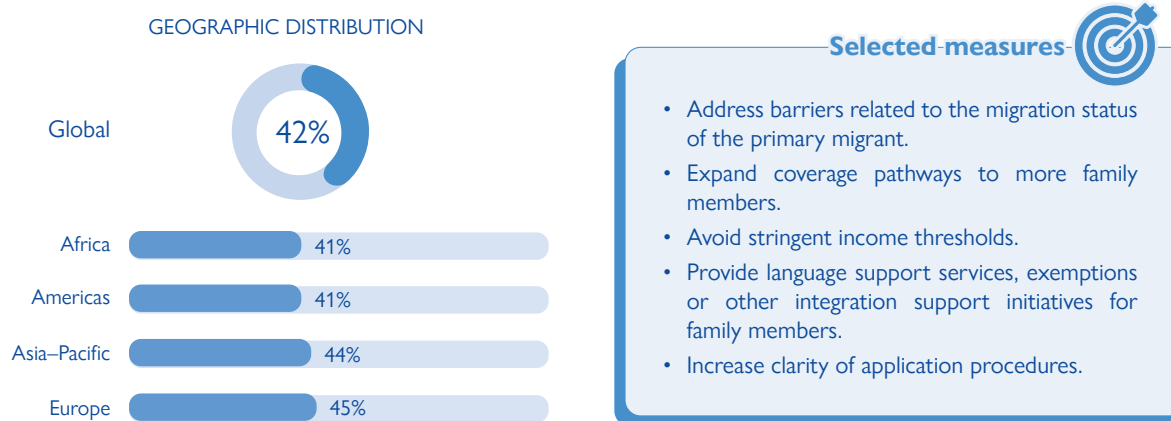 GEOGRAPHIC DISTRIBUTION
Global
42%
Africa
41%
Americas
41%
Asia–Pacific
44%
Europe
45%
Selected measures
• Address barriers related to the migration status
of the primary migrant.
• Expand coverage pathways to more family
members.
• Avoid stringent income thresholds.
• Provide language support services, exemptions
or other integration support initiatives for
family members.
• Increase clarity of application procedures.